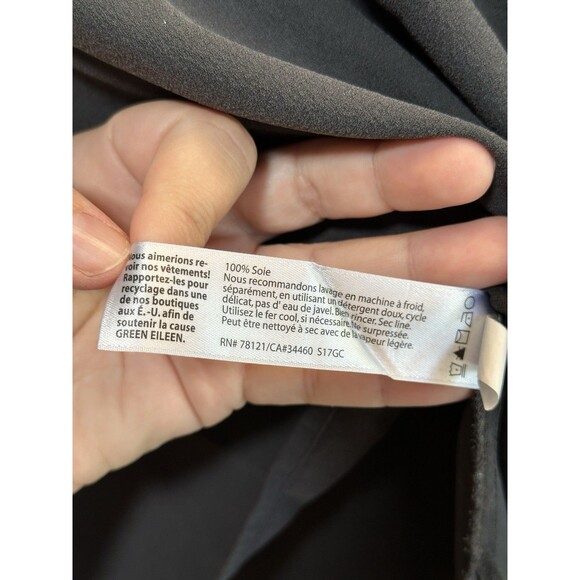 Nous aimerions re-
voir nos vêtements!
Rapportez-les pour
recyclage dans une
de nos boutiques
aux É. -U. afin de
soutenir la cause
GREEN EILEEN.
100% Soie
Nous recommandons lavage en machine à froid,
séparément, en utilisant un détergent doux, cycle
délicat, pas d' eau de javel. Bien rincer. Sec line.
Utilisez le fer cool, si nécessaire. Ne surpressée.
Peut être nettoyé à sec avec de la vapeur légère.
RN# 78121/CA#34460 S17GC